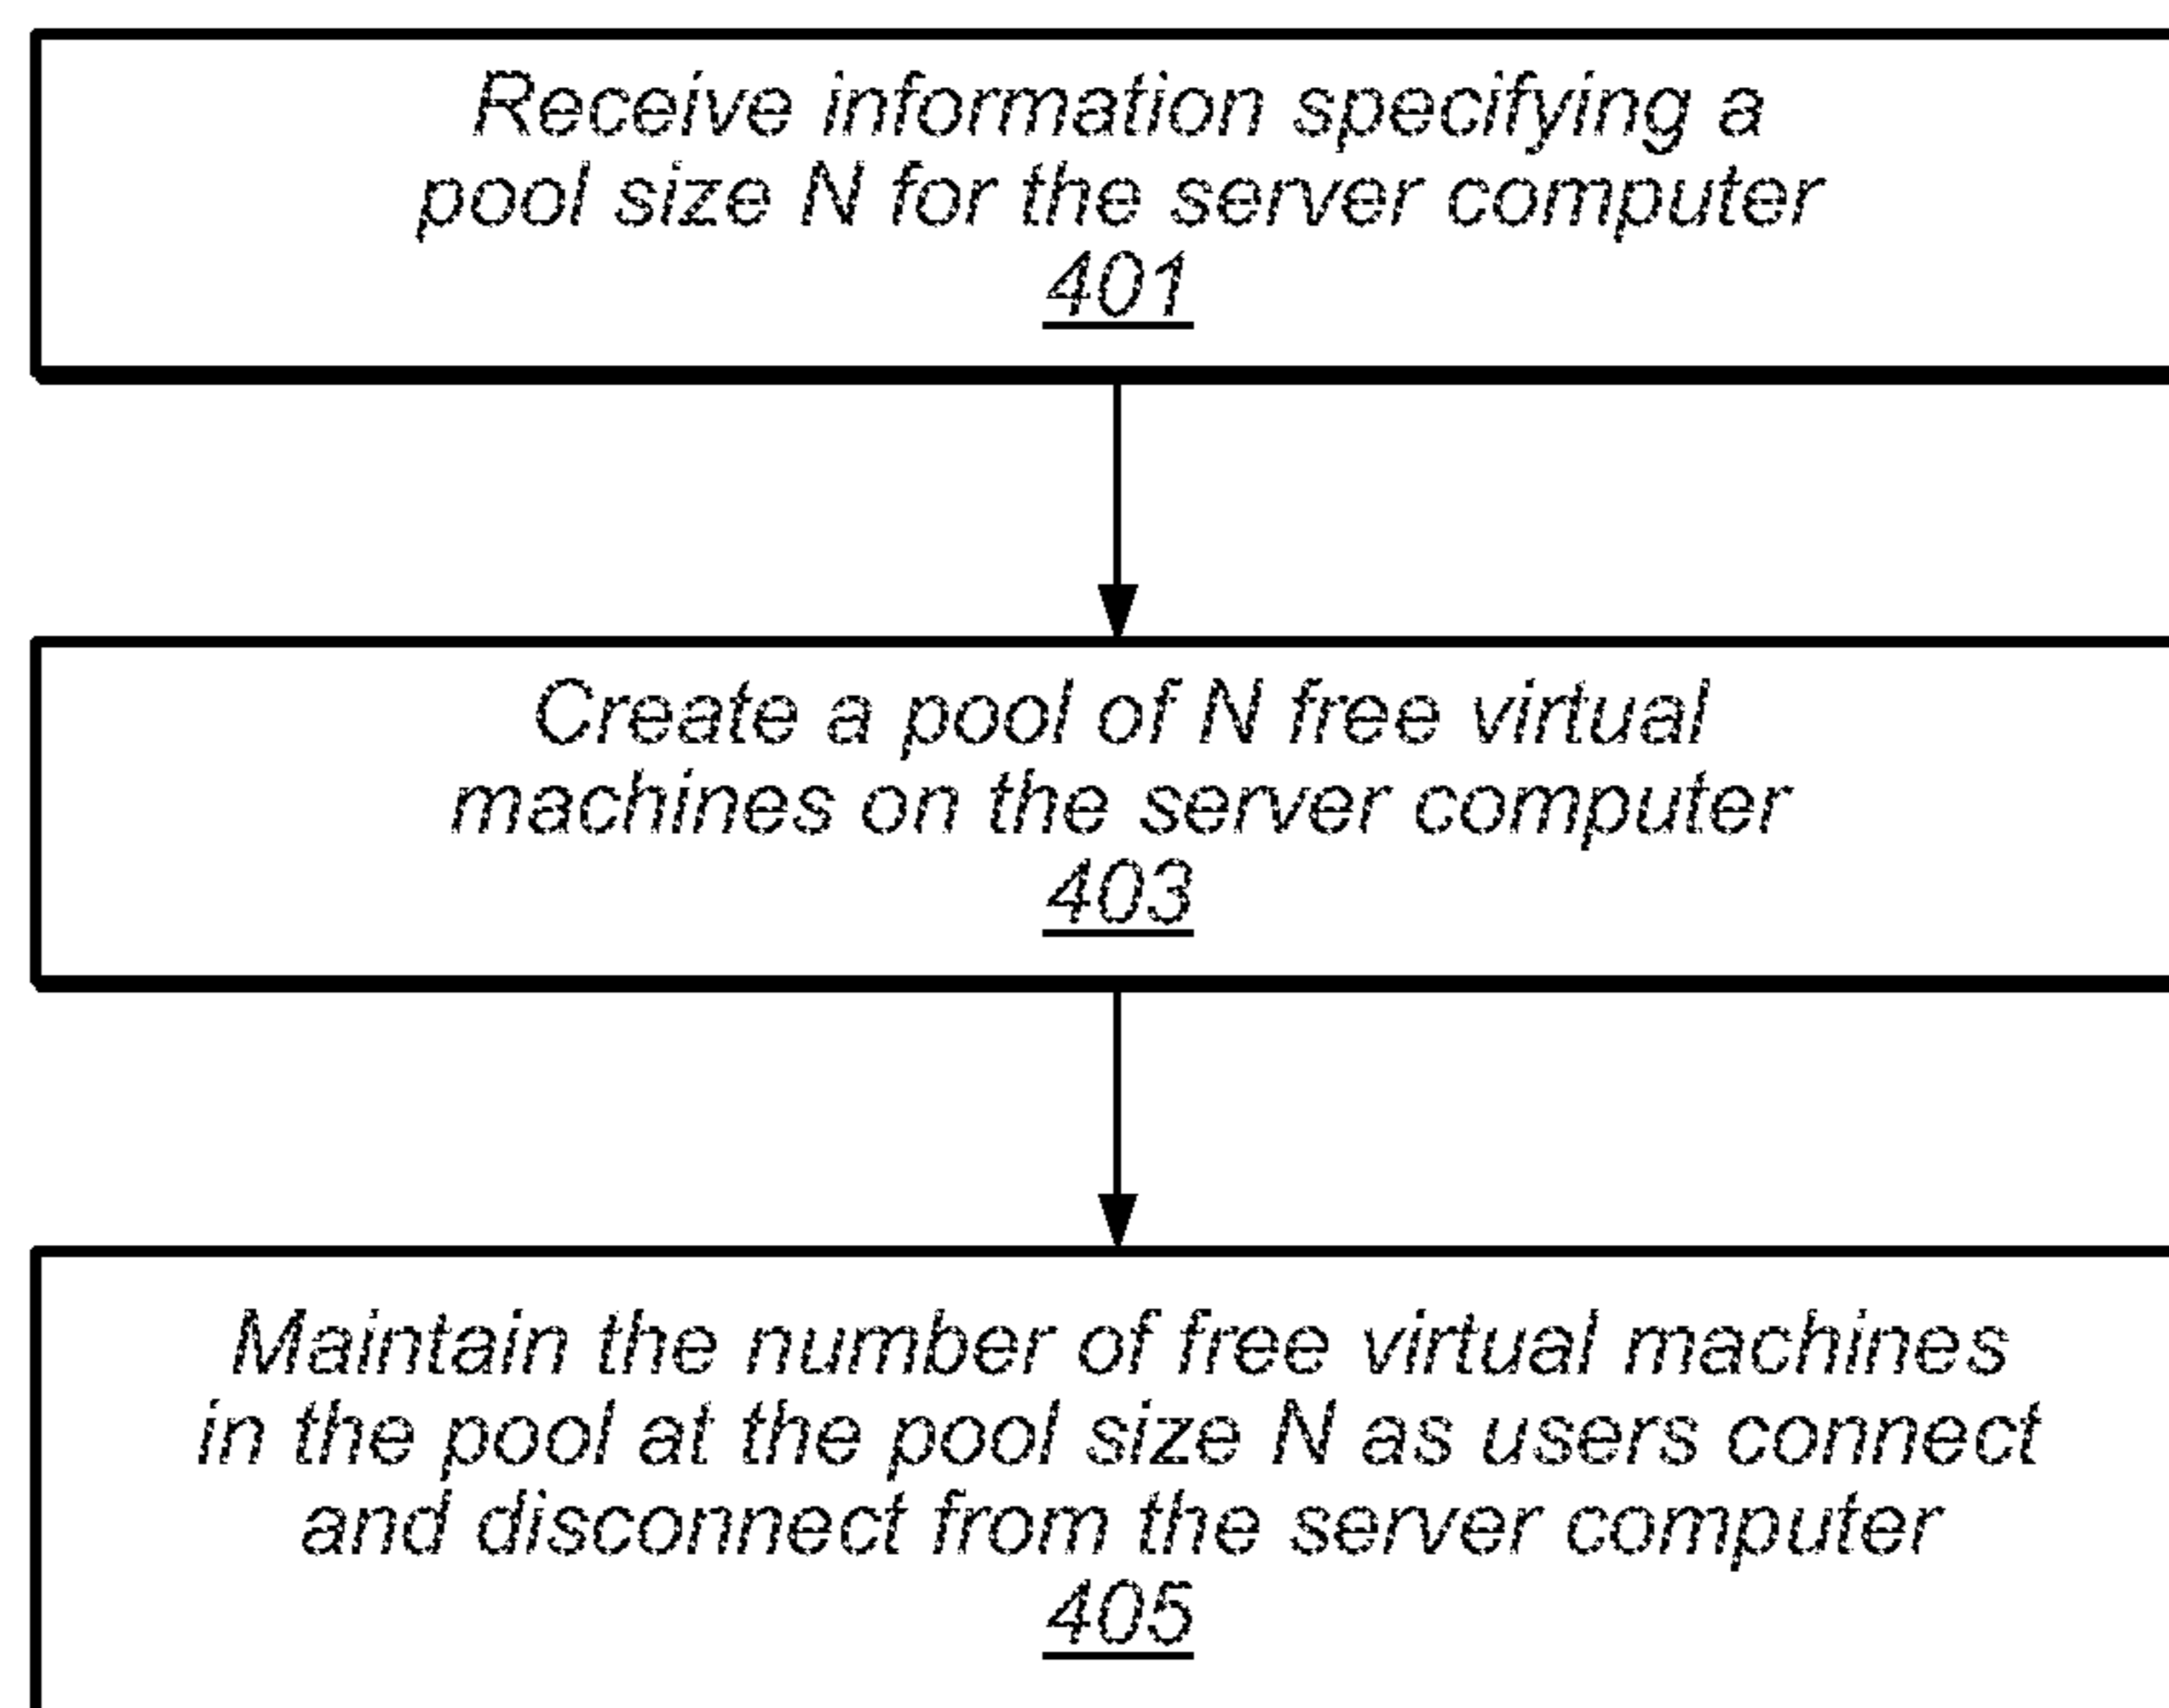 Receive information specifying a
pool size N for the server computer
401
Create a pool of N free virtual
machines on the server computer
403
Maintain the number of free virtual machines
in the pool at the pool size N as users connect
and disconnect from the server computer
405